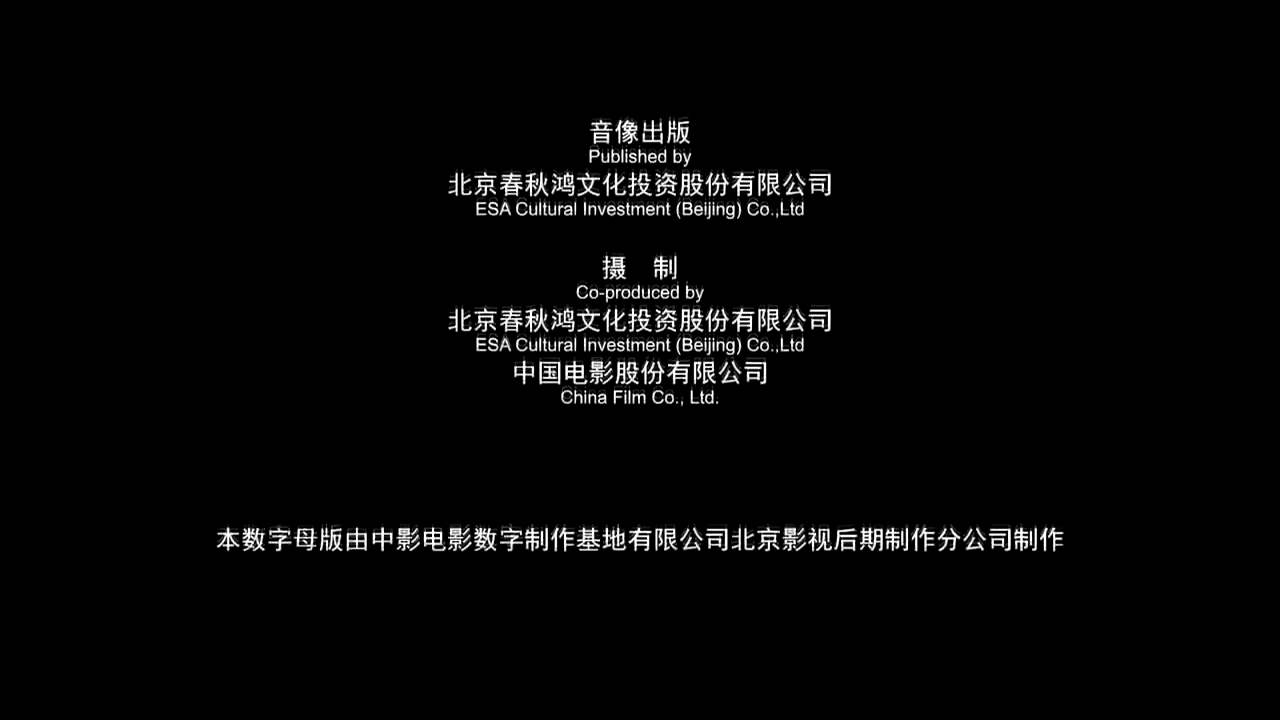 音像出版
Published by
北京春秋鸿文化投资股份有限公司
ESA Cultural Investment (Beijing) Co.,Ltd
摄 制
Co-produced by
北京春秋鸿文化投资股份有限公司
ESA Cultural Investment (Beijing) Co.,Ltd
中国电影股份有限公司
China Film Co., Ltd.
本数字母版由中影电影数字制作基地有限公司北京影视后期制作分公司制作